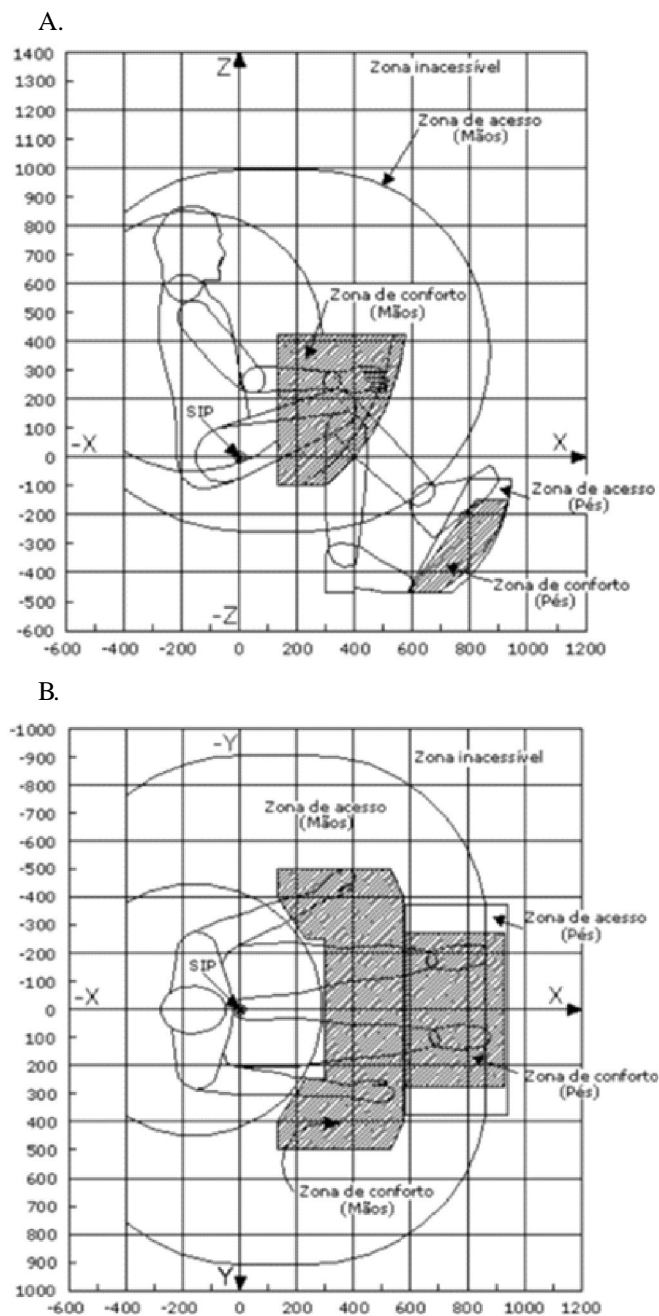 A.
1400
1300
1200
1100
1000
900
800
700
600
500
400
300
200
100
0
-100
-200
-300
-400
-500
-600
Z
Zona inacessível
Zona de acesso
(Mãos)
Zona de conforto
(Mãos)
SIP
-X
X
Zona de acesso
(Pés)
Zona de conforto
(Pés)
-Z
-600 -400 -200 0 200 400 600 800 1000 1200
B.
-1000
-900
-800
-700
-600
-500
-400
-300
-200
-100
0
100
200
300
400
500
600
700
800
900
1000
-Y
Zona inacessível
Zona de acesso
(Mãos)
Zona de acesso
(Pés)
SIP
-X
X
Zona de conforto
(Pés)
Zona de conforto
(Mãos)
Y
-600 -400 -200 0 200 400 600 800 1000 1200